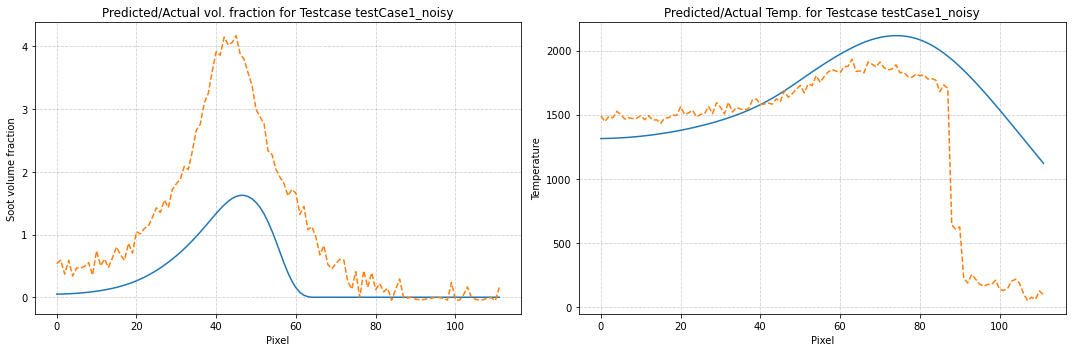 Predicted/Actual vol. fraction for Testcase testCase1_noisy
Soot volume fraction
4
3
2
1
0
0 20 40 60 80 100
Pixel
Predicted/Actual Temp. for Testcase testCase1_noisy
Temperature
2000
1500
1000
500
0
0 20 40 60 80 100
Pixel